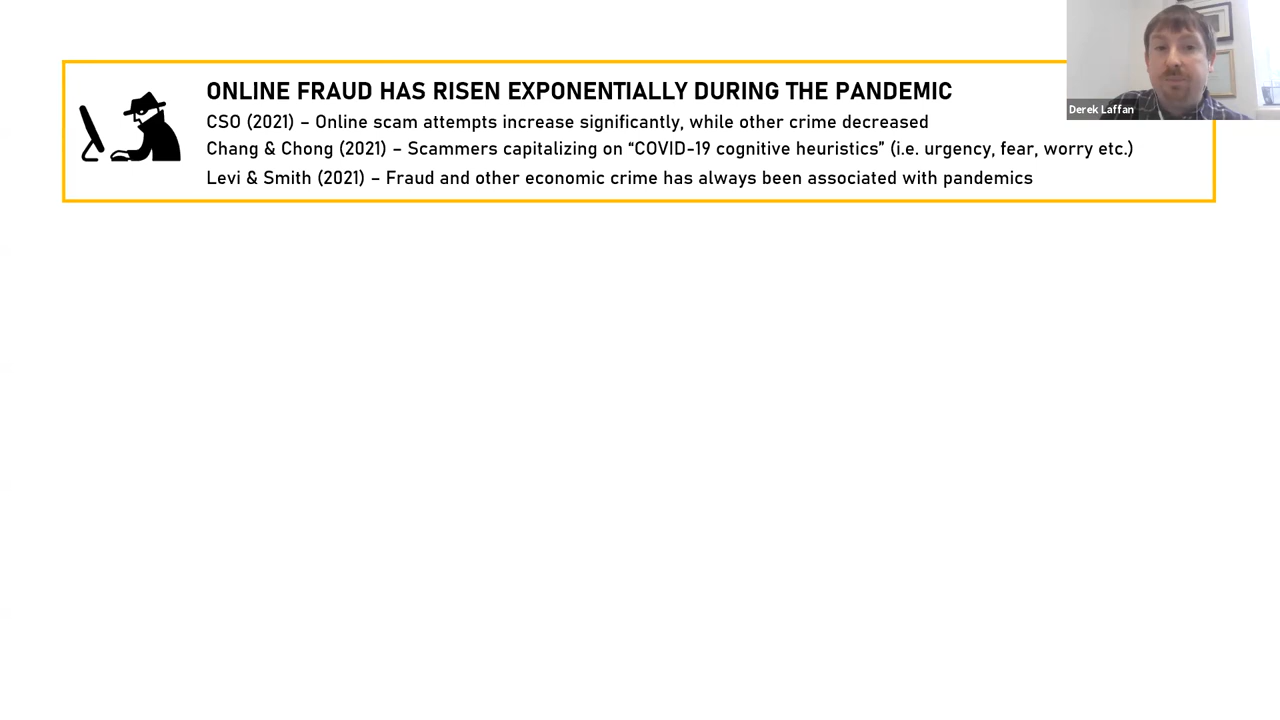 ONLINE FRAUD HAS RISEN EXPONENTIALLY DURING THE PANDEMIC
CSO (2021) – Online scam attempts increase significantly, while other crime decreased
Chang & Chong (2021) – Scammers capitalizing on “COVID-19 cognitive heuristics” (i.e. urgency, fear, worry etc.)
Levi & Smith (2021) – Fraud and other economic crime has always been associated with pandemics
Derek Laffan